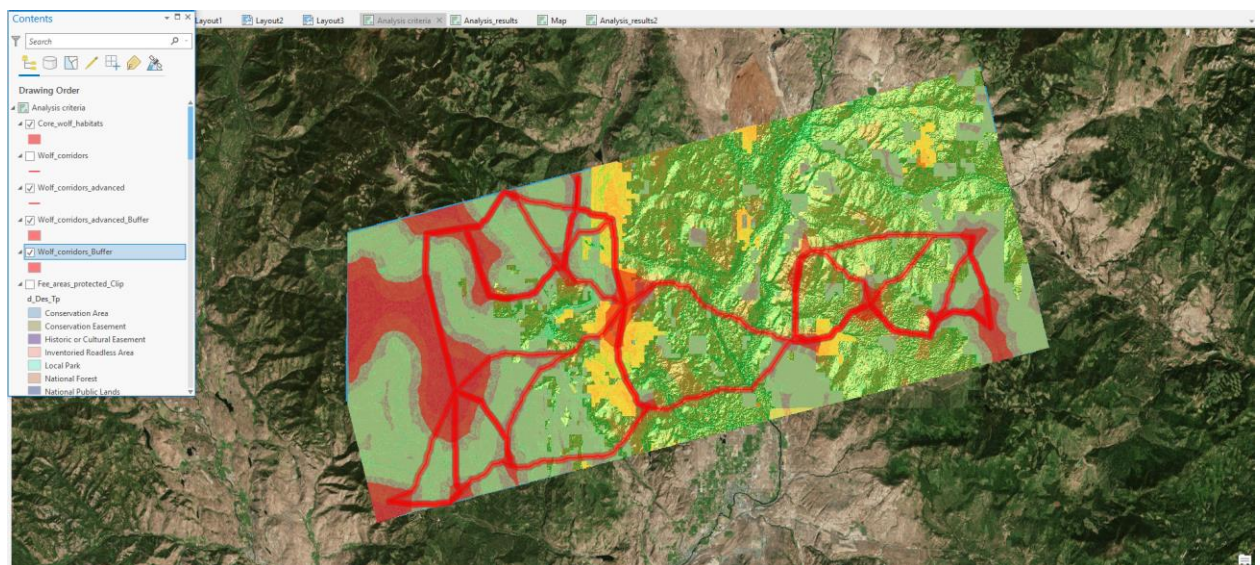 Contents
Search
Drawing Order
Analysis criteria
Core_wolf_habitats
Wolf_corridors
Wolf_corridors_advanced
Wolf_corridors_advanced_Buffer
Wolf_corridors_Buffer
Fee_areas_protected_Clip
d_Des_Tp
Conservation Area
Conservation Easement
Historic or Cultural Easement
Inventoried Roadless Area
Local Park
National Forest
National Public Lands
Layout1 Layout2 Layout3 Analysis criteria Analysis_results Map Analysis_results2